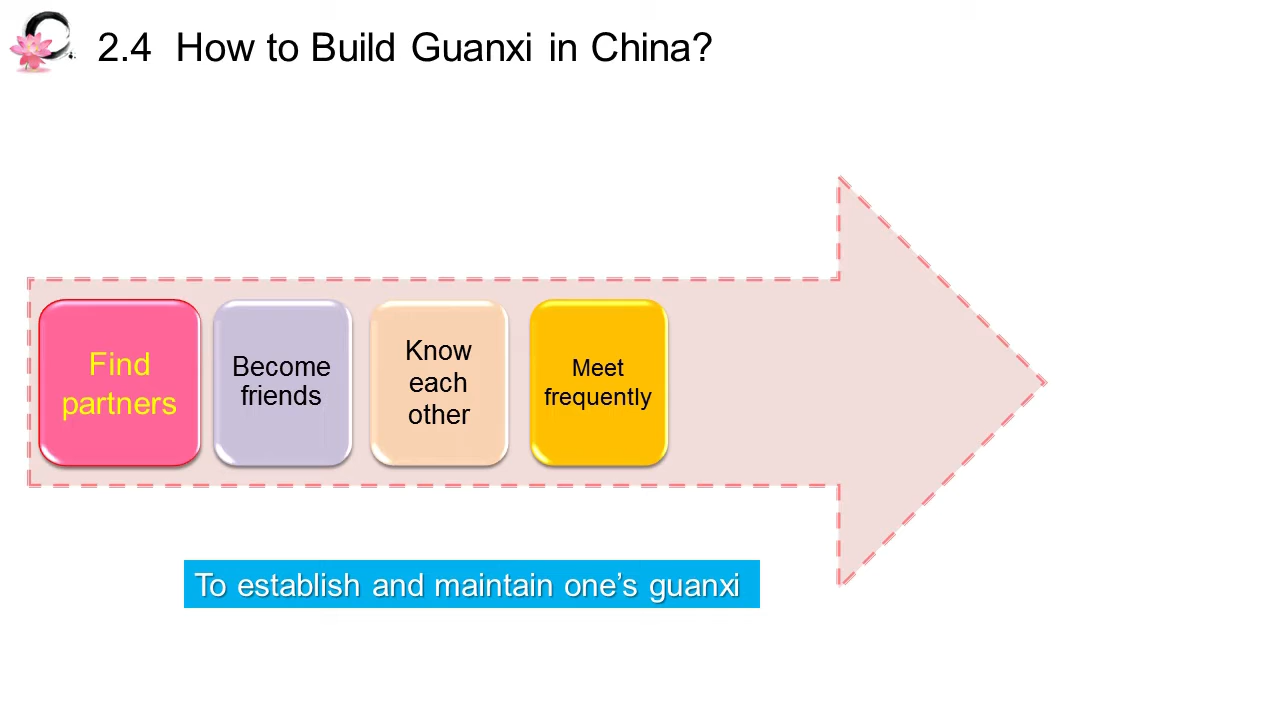 2.4 How to Build Guanxi in China?
Find
partners
Become
friends
Know
each
other
Meet
frequently
To establish and maintain one’s guanxi